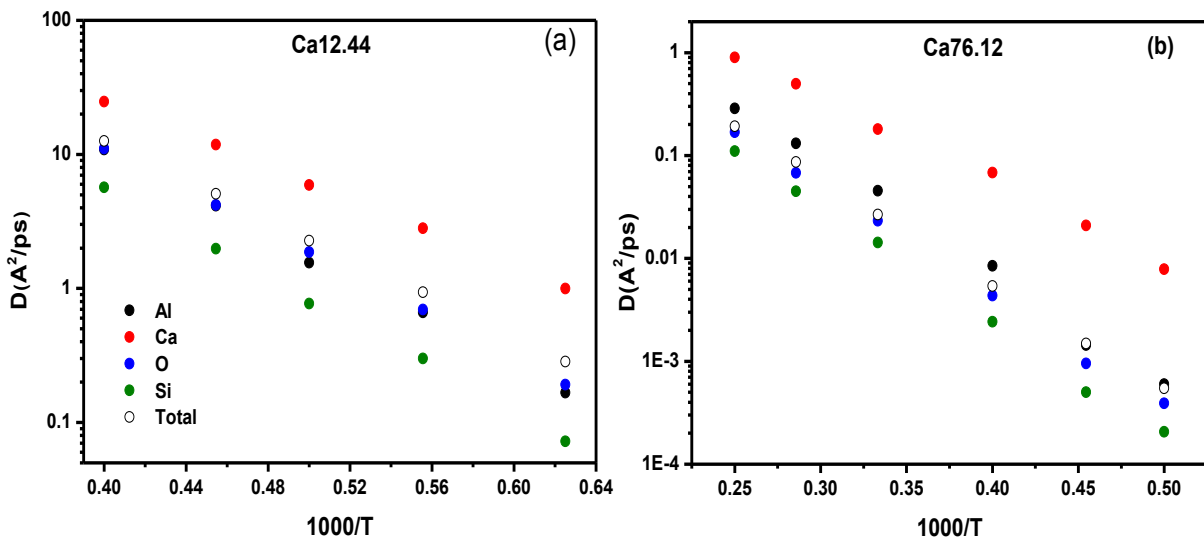 Ca12.44
(a)
D(A²/ps)
100
10
1
0.1
Al
Ca
O
Si
Total
0.40 0.44 0.48 0.52 0.56 0.60 0.64
1000/T
Ca76.12
(b)
D(A²/ps)
1
0.1
0.01
1E-3
1E-4
0.25 0.30 0.35 0.40 0.45 0.50
1000/T